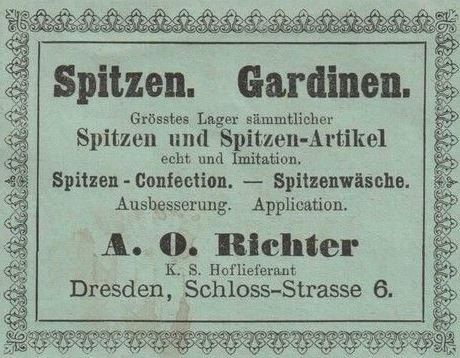 Spitzen. Gardinen.
Grösstes Lager sämmtlicher
Spitzen und Spitzen-Artikel
echt und Imitation.
Spitzen - Confection. — Spitzenwäsche.
Ausbesserung. Application.
A. O. Richter
K. S. Hoflieferant
Dresden, Schloss-Strasse 6.